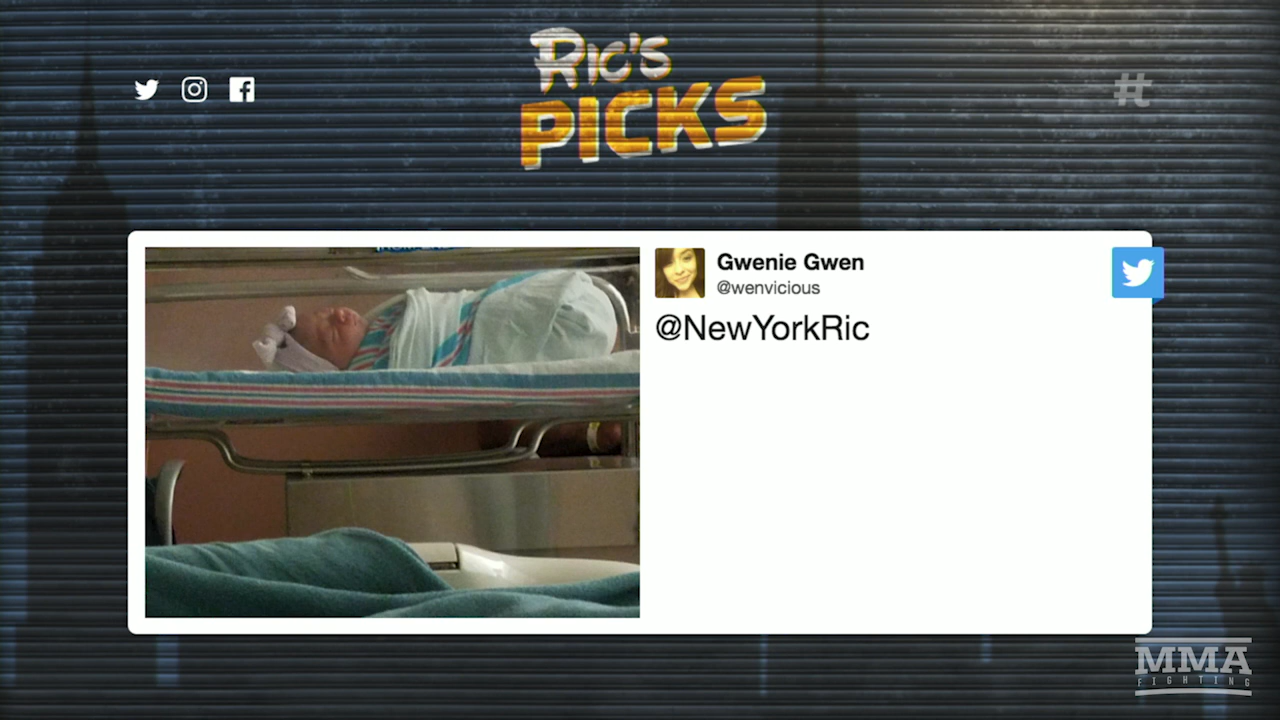 Ric's
PICKS
#
Gwenie Gwen
@wenvicious
@NewYorkRic
MMA
FIGHTING